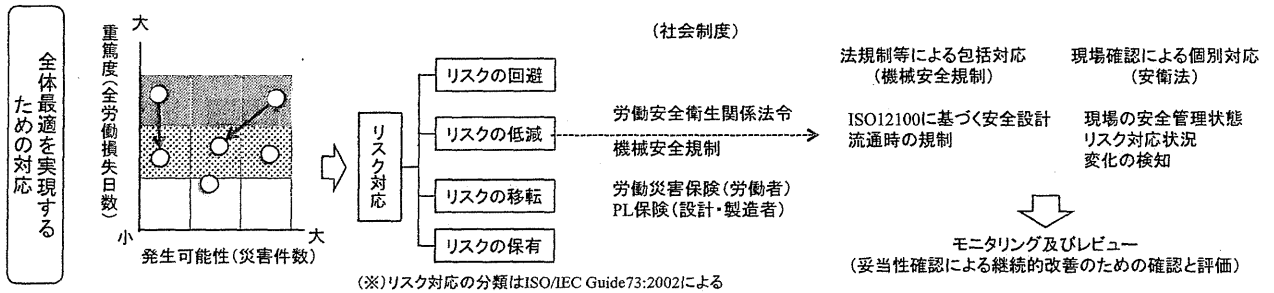 全体最適を実現する
ための対応
重篤度(全労働損失日数)
大
小
大
発生可能性(災害件数)
リスク対応
リスクの回避
リスクの低減
リスクの移転
リスクの保有
(※)リスク対応の分類はISO/IEC Guide73:2002による
(社会制度)
労働安全衛生関係法令
機械安全規制
労働災害保険(労働者)
PL保険(設計・製造者)
法規制等による包括対応
(機械安全規制)
ISO12100に基づく安全設計
流通時の規制
現場確認による個別対応
(安衛法)
現場の安全管理状態
リスク対応状況
変化の検知
モニタリング及びレビュー
(妥当性確認による継続的改善のための確認と評価)